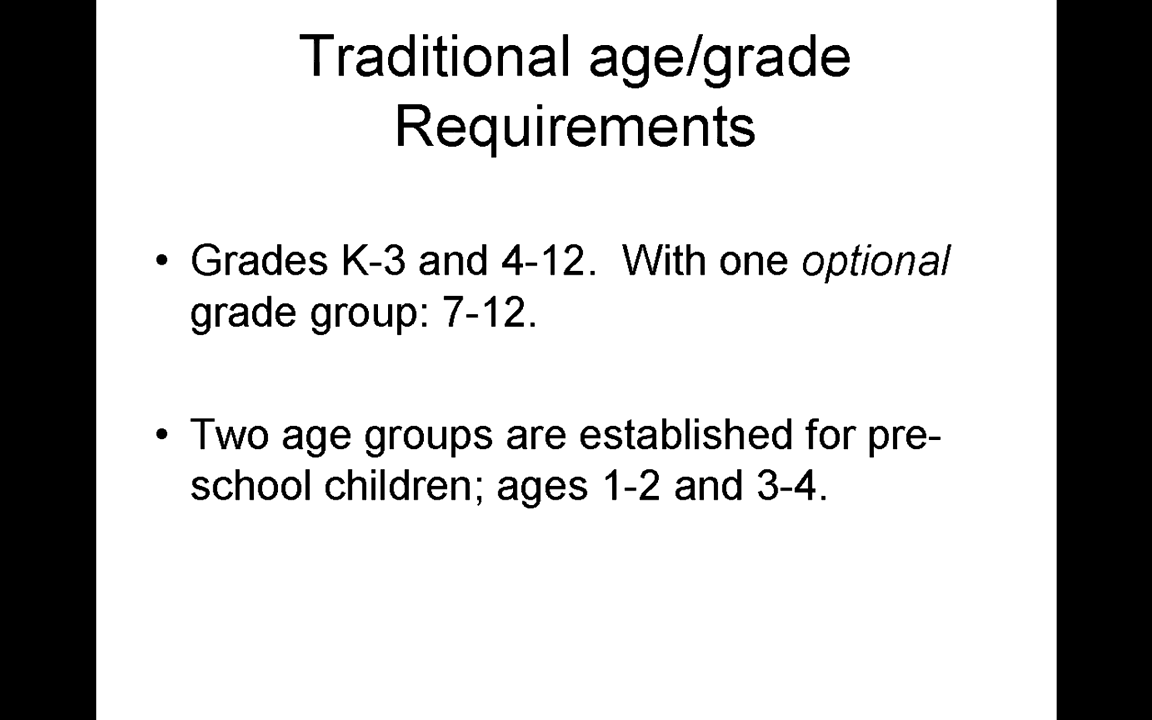 Traditional age/grade
Requirements
• Grades K-3 and 4-12.  With one optional
grade group: 7-12.
• Two age groups are established for pre-
school children; ages 1-2 and 3-4.